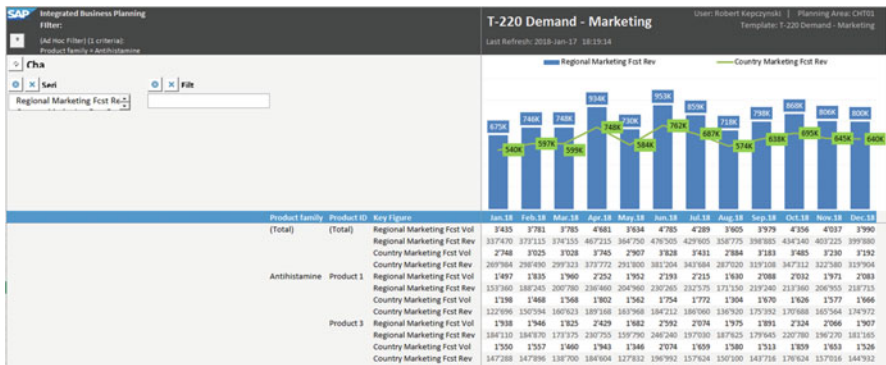 SAP Integrated Business Planning
Filter:
(Ad Hoc Filter) (1 criteria):
Product family = Antihistamine
T-220 Demand - Marketing
User: Robert Kepczynski | Planning Area: CHT01
Template: T-220 Demand - Marketing
Last Refresh: 2018-Jan-17 18:19:14
Cha
Seri
Filt
Regional Marketing Fcst Re
Regional Marketing Fcst Rev
Country Marketing Fcst Rev
675K 746K 748K 934K 730K 953K 859K 718K 798K 868K 806K 800K
540K 597K 599K 748K 584K 762K 687K 574K 638K 695K 645K 640K
Product family Product ID Key Figure Jan.18 Feb.18 Mar.18 Apr.18 May.18 Jun.18 Jul.18 Aug.18 Sep.18 Oct.18 Nov.18 Dec.18
(Total) (Total) Regional Marketing Fcst Vol 3'435 3'781 3'785 4'681 3'634 4'785 4'289 3'605 3'979 4'356 4'037 3'990
Regional Marketing Fcst Rev 337'470 373'115 374'155 467'215 364'750 476'505 429'605 358'775 398'885 434'140 403'225 399'880
Country Marketing Fcst Vol 2'748 3'025 3'028 3'745 2'907 3'828 3'431 2'884 3'183 3'485 3'230 3'192
Country Marketing Fcst Rev 269'984 298'490 299'323 373'772 291'800 381'204 343'684 287'020 319'108 347'312 322'580 319'904
Antihistamine Product 1 Regional Marketing Fcst Vol 1'497 1'835 1'960 2'252 1'952 2'193 2'215 1'630 2'088 2'032 1'971 2'083
Regional Marketing Fcst Rev 153'360 188'245 200'780 236'460 204'960 230'265 232'575 171'150 219'240 213'360 206'955 218'715
Country Marketing Fcst Vol 1'198 1'468 1'568 1'802 1'562 1'754 1'772 1'304 1'670 1'626 1'577 1'666
Country Marketing Fcst Rev 122'696 150'594 160'623 189'168 163'968 184'212 186'060 136'920 175'392 170'688 165'564 174'972
Product 3 Regional Marketing Fcst Vol 1'938 1'946 1'825 2'429 1'682 2'592 2'074 1'975 1'891 2'324 2'066 1'907
Regional Marketing Fcst Rev 184'110 184'870 173'375 230'755 159'790 246'240 197'030 187'625 179'645 220'780 196'270 181'165
Country Marketing Fcst Vol 1'550 1'557 1'460 1'943 1'346 2'074 1'659 1'580 1'513 1'859 1'653 1'526
Country Marketing Fcst Rev 147'288 147'896 138'700 184'604 127'832 196'992 157'624 150'100 143'716 176'624 157'016 144'932